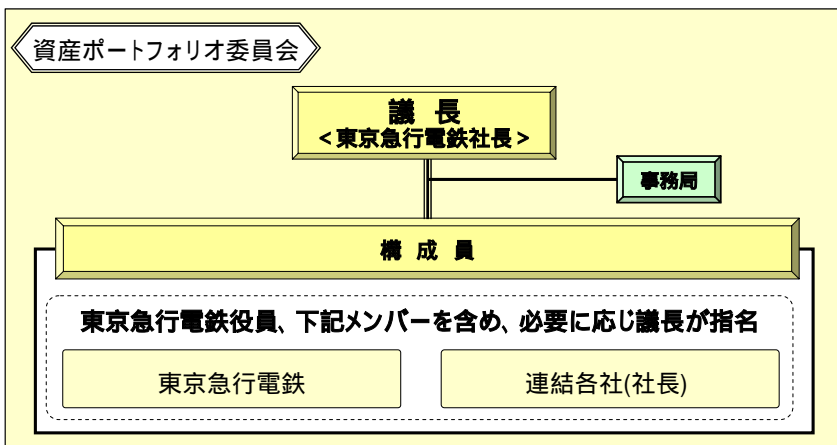 資産ポートフォリオ委員会
議 長
<東京急行電鉄社長>
事務局
構 成 員
東京急行電鉄役員、下記メンバーを含め、必要に応じ議長が指名
東京急行電鉄
連結各社(社長)